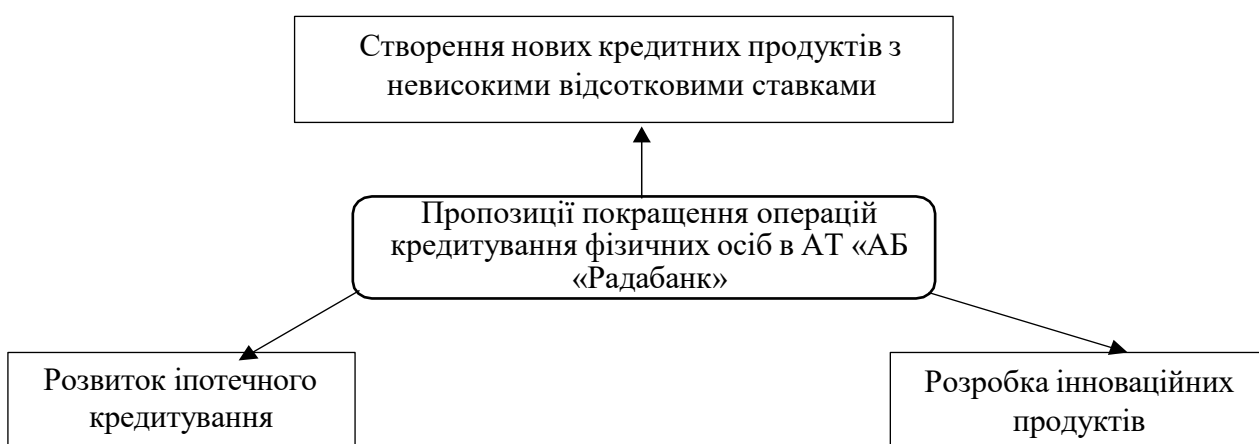 Створення нових кредитних продуктів з
невисокими відсотковими ставками
Пропозиції покращення операцій
кредитування фізичних осіб в АТ «АБ
«Радабанк»
Розвиток іпотечного
кредитування
Розробка інноваційних
продуктів